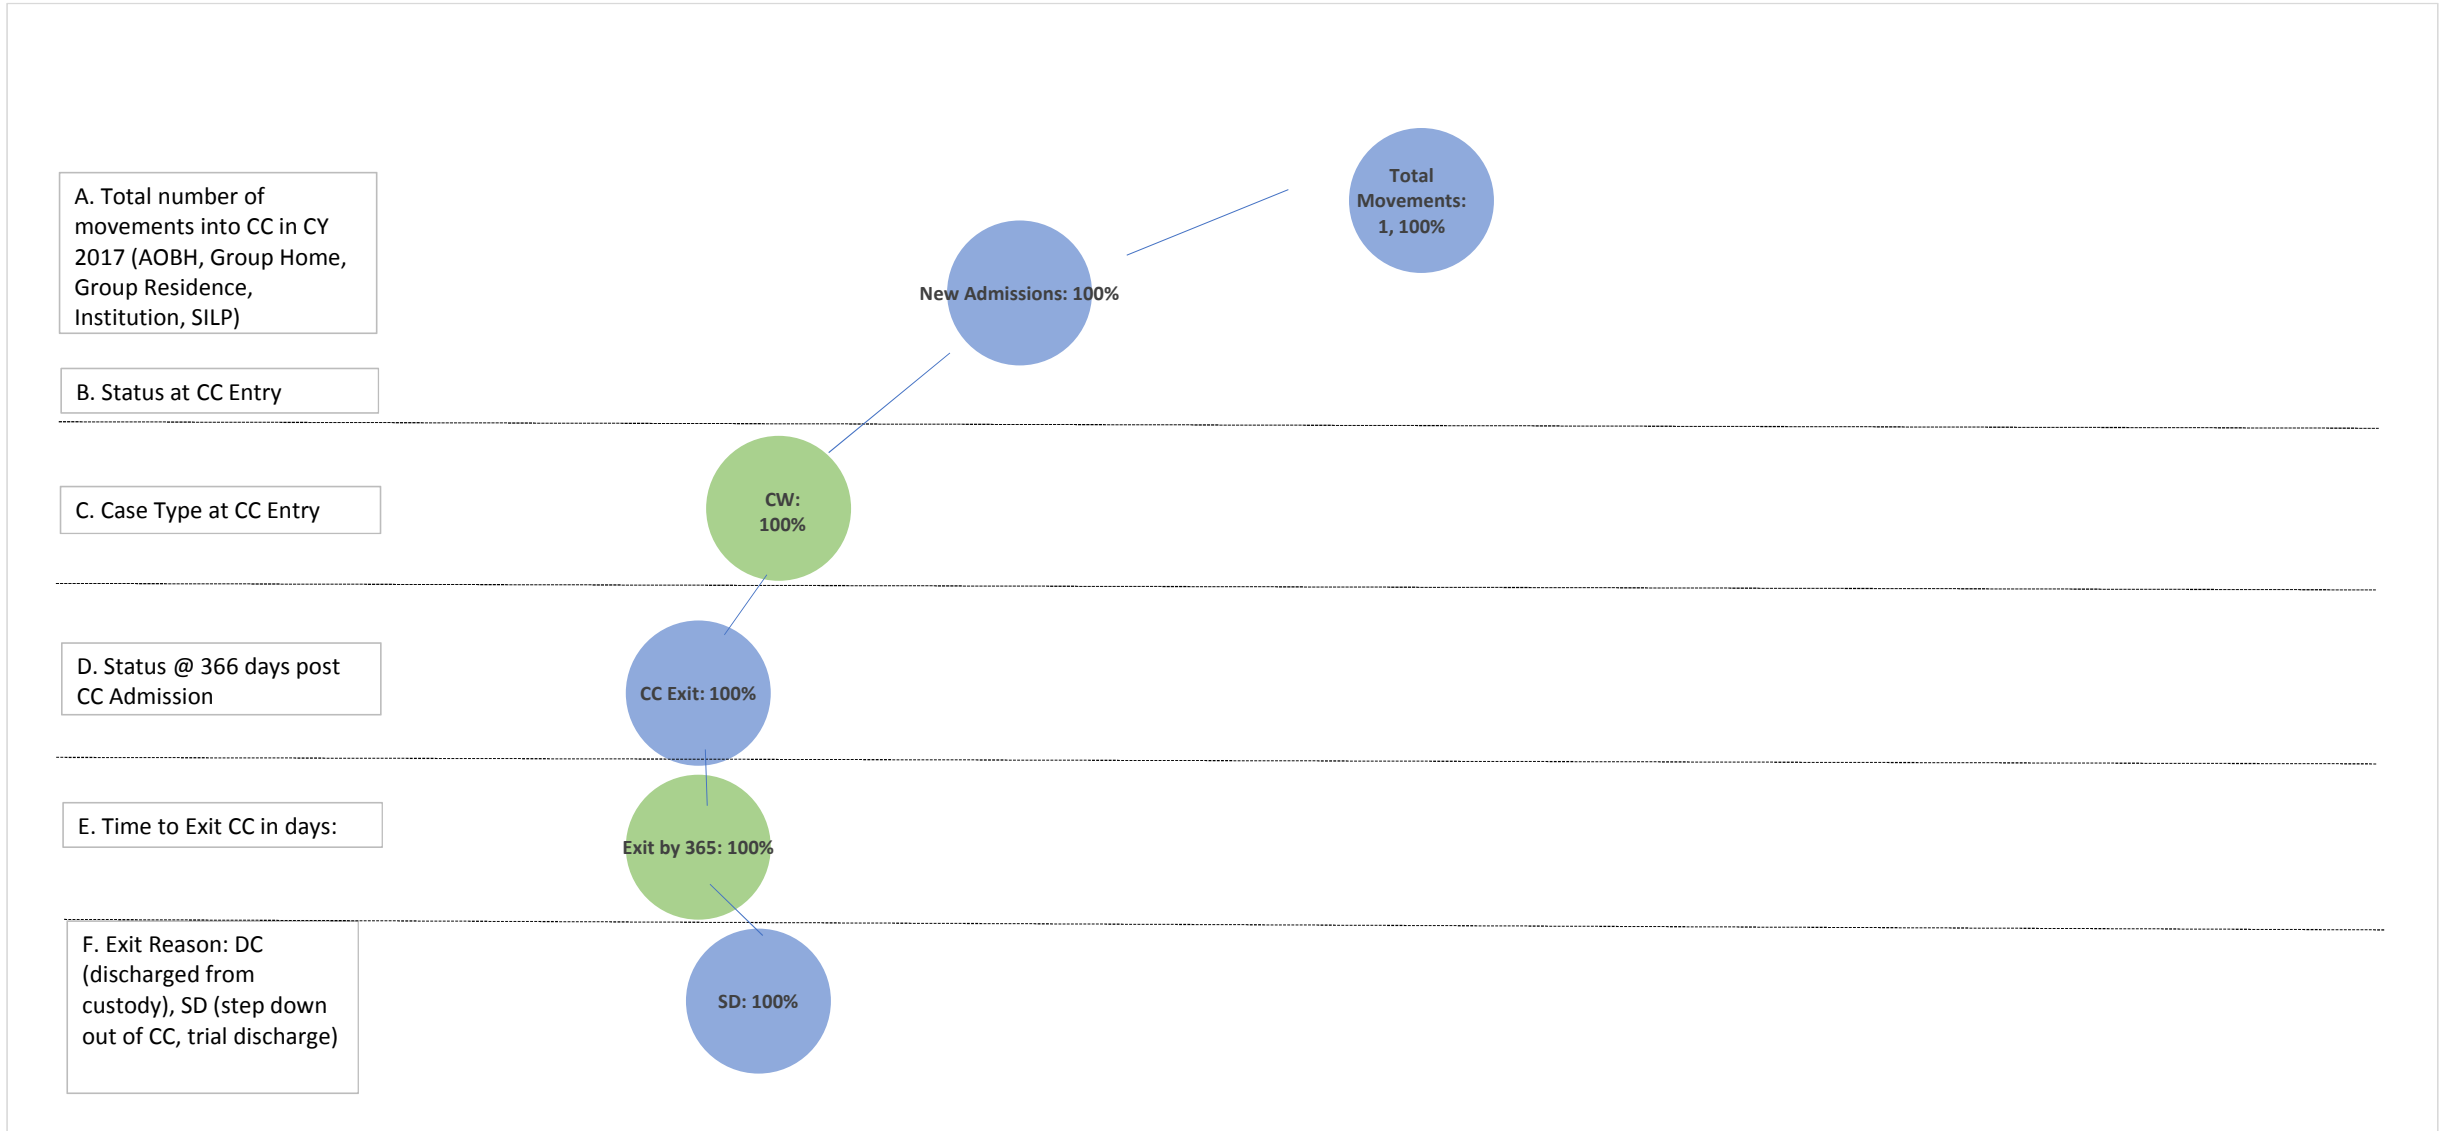 A. Total number of
movements into CC in CY
2017 (AOBH, Group Home,
Group Residence,
Institution, SILP)
Total
Movements:
1, 100%
New Admissions: 100%
B. Status at CC Entry
C. Case Type at CC Entry
CW:
100%
D. Status @ 366 days post
CC Admission
CC Exit: 100%
E. Time to Exit CC in days:
Exit by 365: 100%
F. Exit Reason: DC
(discharged from
custody), SD (step down
out of CC, trial discharge)
SD: 100%